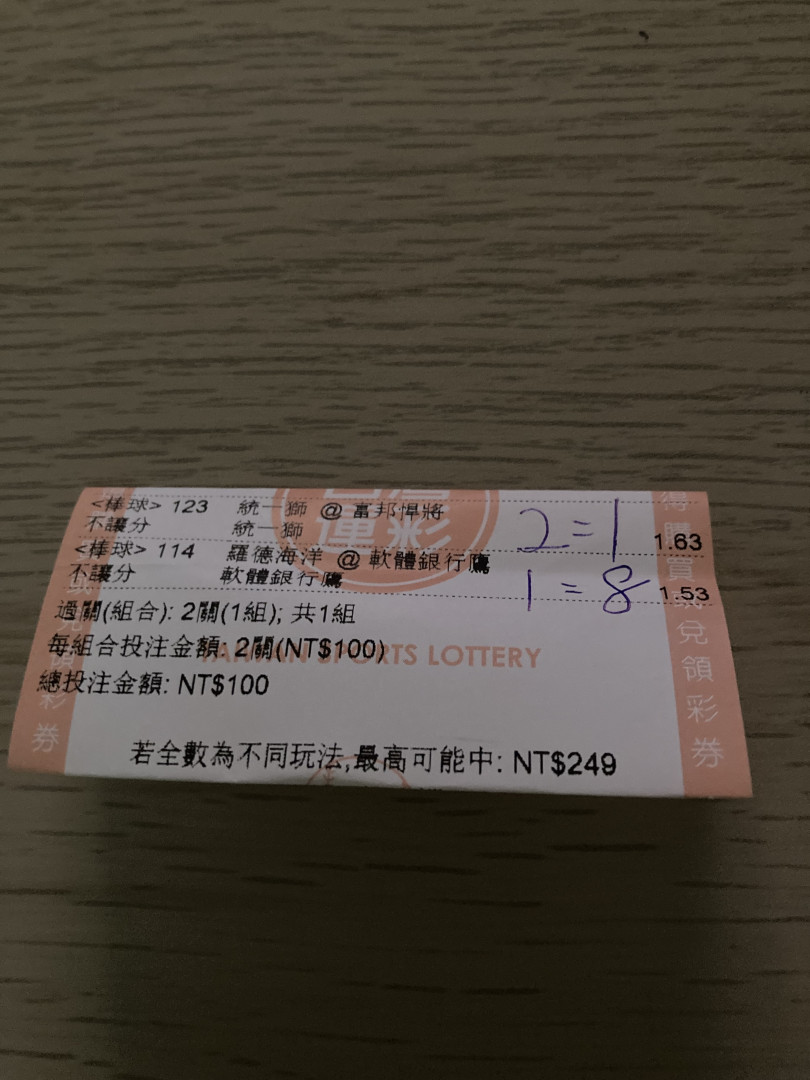 <棒球> 123 統一獅 @ 富邦悍將
不讓分 統一獅 2=1 1.63
<棒球> 114 羅德海洋 @ 軟體銀行鷹
不讓分 軟體銀行鷹 1=8 1.53
過關(組合): 2關(1組); 共1組
每組合投注金額: 2關(NT$100)
TAIWAN SPORTS LOTTERY
總投注金額: NT$100
若全數為不同玩法,最高可能中: NT$249
運彩
兌領彩券
券